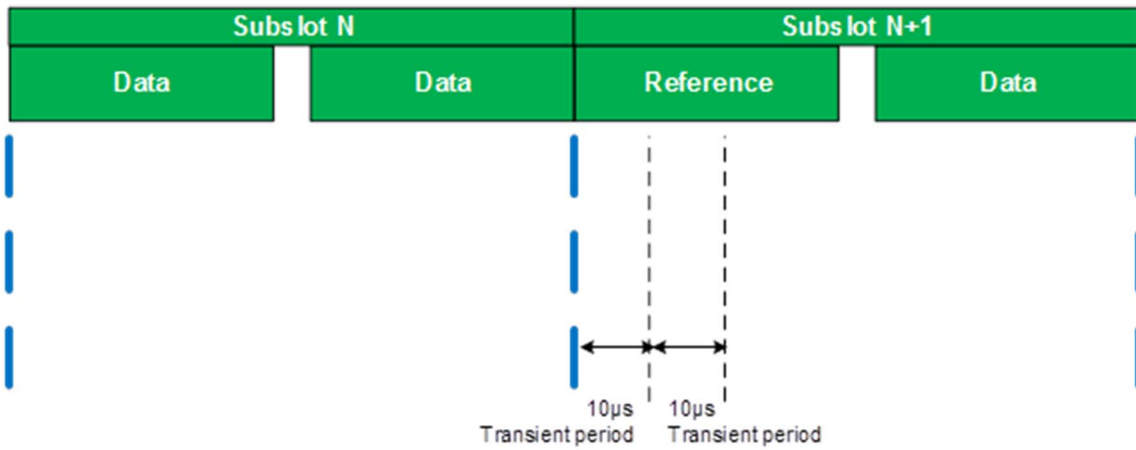 Subslot N Subslot N+1
Data Data Reference Data
10µs 10µs
Transient period Transient period